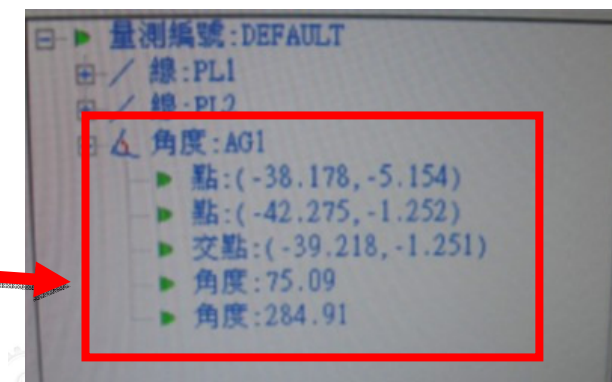 量測編號:DEFAULT
線:PL1
線:PL2
角度:AG1
點:(-38.178,-5.154)
點:(-42.275,-1.252)
交點:(-39.218,-1.251)
角度:75.09
角度:284.91